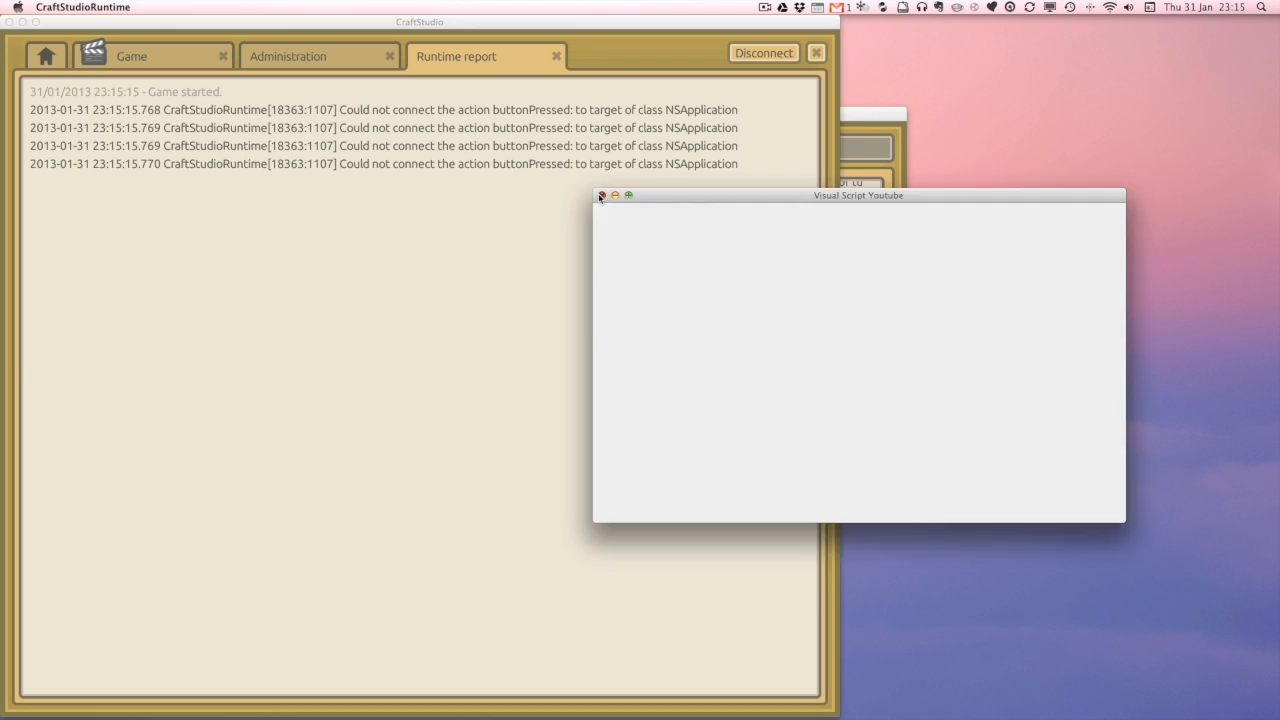 CraftStudioRuntime
1 Thu 31 Jan 23:15
CraftStudio
Game
Administration
Runtime report
Disconnect
31/01/2013 23:15:15 - Game started.
2013-01-31 23:15:15.768 CraftStudioRuntime[18363:1107] Could not connect the action buttonPressed: to target of class NSApplication
2013-01-31 23:15:15.769 CraftStudioRuntime[18363:1107] Could not connect the action buttonPressed: to target of class NSApplication
2013-01-31 23:15:15.769 CraftStudioRuntime[18363:1107] Could not connect the action buttonPressed: to target of class NSApplication
2013-01-31 23:15:15.770 CraftStudioRuntime[18363:1107] Could not connect the action buttonPressed: to target of class NSApplication
Visual Script Youtube